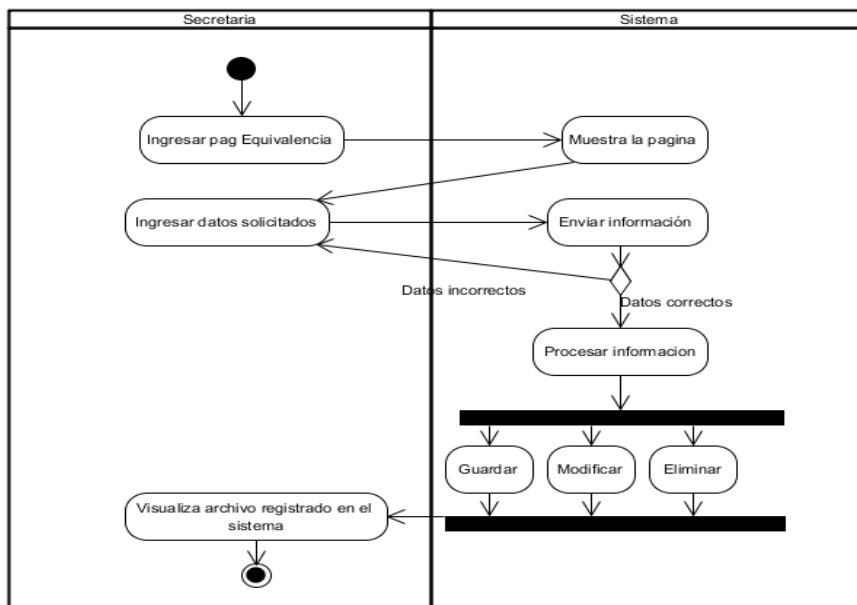 Secretaria
Sistema
Ingresar pag Equivalencia
Muestra la pagina
Ingresar datos solicitados
Enviar información
Datos incorrectos
Datos correctos
Procesar informacion
Guardar
Modificar
Eliminar
Visualiza archivo registrado en el
sistema